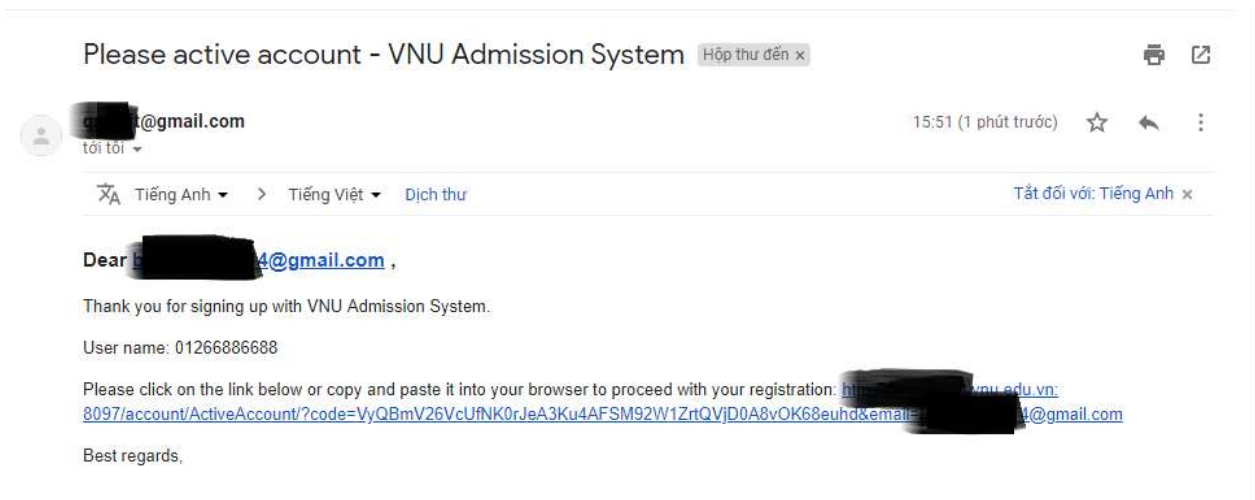 Please active account - VNU Admission System Hộp thư đến x
t@gmail.com
15:51 (1 phút trước)
tới tôi
Tiếng Anh > Tiếng Việt Dịch thư Tắt đối với: Tiếng Anh x
Dear 4@gmail.com ,
Thank you for signing up with VNU Admission System.
User name: 01266886688
Please click on the link below or copy and paste it into your browser to proceed with your registration: vnu.edu.vn:
8097/account/ActiveAccount/?code=VyQBmV26VcUfNK0rJeA3Ku4AFSM92W1ZrtQVjD0A8vOK68euhd&email= 4@gmail.com
Best regards,